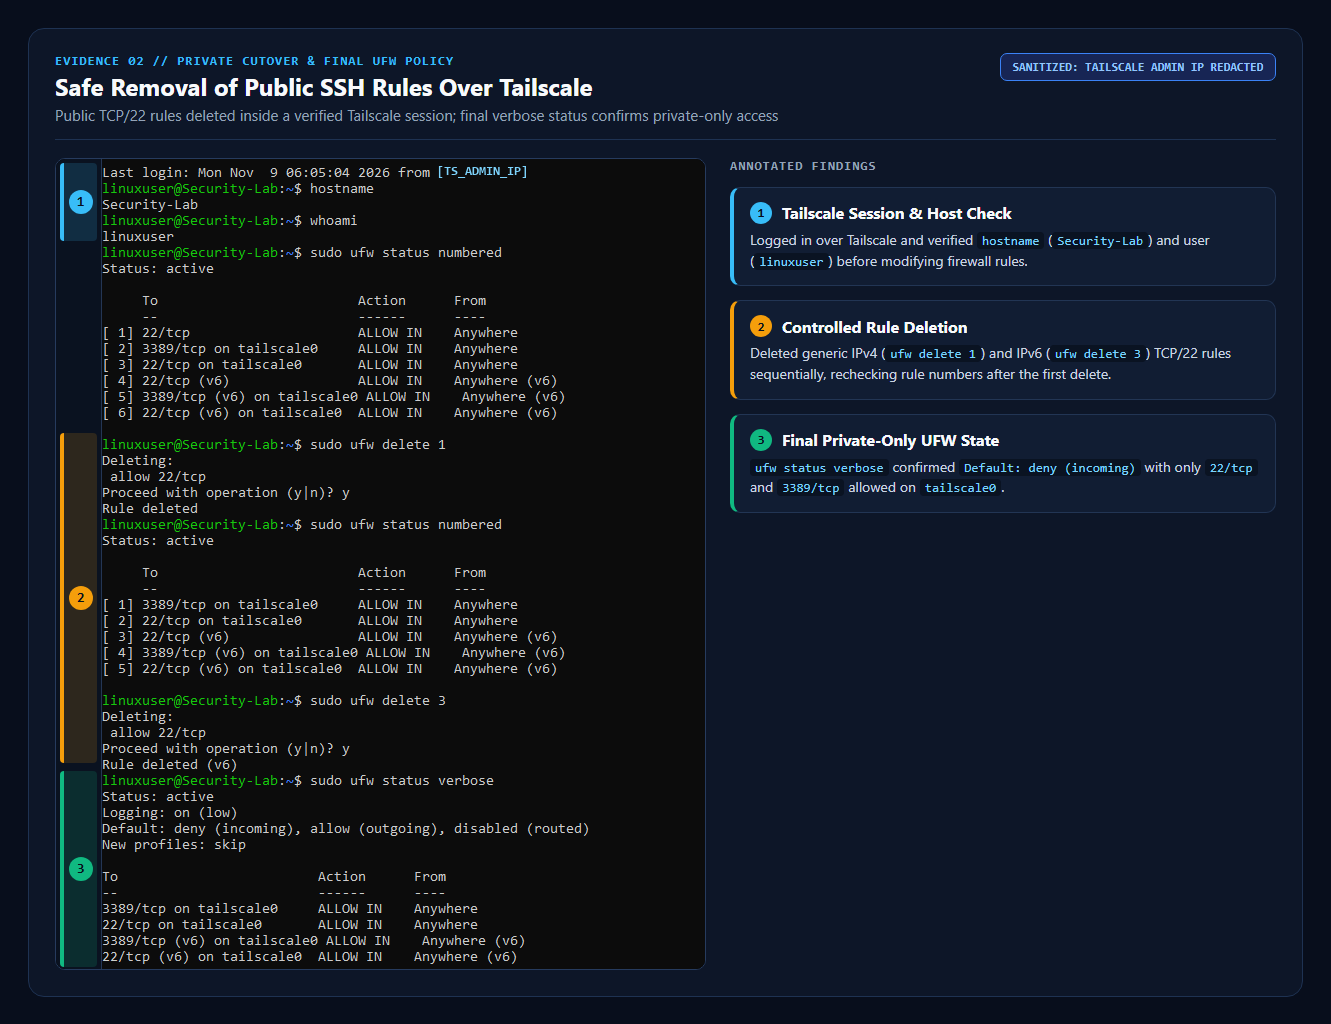 EVIDENCE 02 // PRIVATE CUTOVER & FINAL UFW POLICY
Safe Removal of Public SSH Rules Over Tailscale
Public TCP/22 rules deleted inside a verified Tailscale session; final verbose status confirms private-only access
SANITIZED: TAILSCALE ADMIN IP REDACTED
1
Last login: Mon Nov  9 06:05:04 2026 from [TS_ADMIN_IP]
linuxuser@Security-Lab:~$ hostname
Security-Lab
linuxuser@Security-Lab:~$ whoami
linuxuser
linuxuser@Security-Lab:~$ sudo ufw status numbered
Status: active
     To                         Action      From
     --                         ------      ----
[ 1] 22/tcp                     ALLOW IN    Anywhere
[ 2] 3389/tcp on tailscale0     ALLOW IN    Anywhere
[ 3] 22/tcp on tailscale0       ALLOW IN    Anywhere
[ 4] 22/tcp (v6)                ALLOW IN    Anywhere (v6)
[ 5] 3389/tcp (v6) on tailscale0 ALLOW IN    Anywhere (v6)
[ 6] 22/tcp (v6) on tailscale0  ALLOW IN    Anywhere (v6)
2
linuxuser@Security-Lab:~$ sudo ufw delete 1
Deleting:
 allow 22/tcp
Proceed with operation (y|n)? y
Rule deleted
linuxuser@Security-Lab:~$ sudo ufw status numbered
Status: active
     To                         Action      From
     --                         ------      ----
[ 1] 3389/tcp on tailscale0     ALLOW IN    Anywhere
[ 2] 22/tcp on tailscale0       ALLOW IN    Anywhere
[ 3] 22/tcp (v6)                ALLOW IN    Anywhere (v6)
[ 4] 3389/tcp (v6) on tailscale0 ALLOW IN    Anywhere (v6)
[ 5] 22/tcp (v6) on tailscale0  ALLOW IN    Anywhere (v6)
linuxuser@Security-Lab:~$ sudo ufw delete 3
Deleting:
 allow 22/tcp
Proceed with operation (y|n)? y
Rule deleted (v6)
3
linuxuser@Security-Lab:~$ sudo ufw status verbose
Status: active
Logging: on (low)
Default: deny (incoming), allow (outgoing), disabled (routed)
New profiles: skip
To                         Action      From
--                         ------      ----
3389/tcp on tailscale0     ALLOW IN    Anywhere
22/tcp on tailscale0       ALLOW IN    Anywhere
3389/tcp (v6) on tailscale0 ALLOW IN    Anywhere (v6)
22/tcp (v6) on tailscale0  ALLOW IN    Anywhere (v6)
ANNOTATED FINDINGS
1 Tailscale Session & Host Check
Logged in over Tailscale and verified hostname ( Security-Lab ) and user
( linuxuser ) before modifying firewall rules.
2 Controlled Rule Deletion
Deleted generic IPv4 ( ufw delete 1 ) and IPv6 ( ufw delete 3 ) TCP/22 rules
sequentially, rechecking rule numbers after the first delete.
3 Final Private-Only UFW State
ufw status verbose confirmed Default: deny (incoming) with only 22/tcp
and 3389/tcp allowed on tailscale0 .